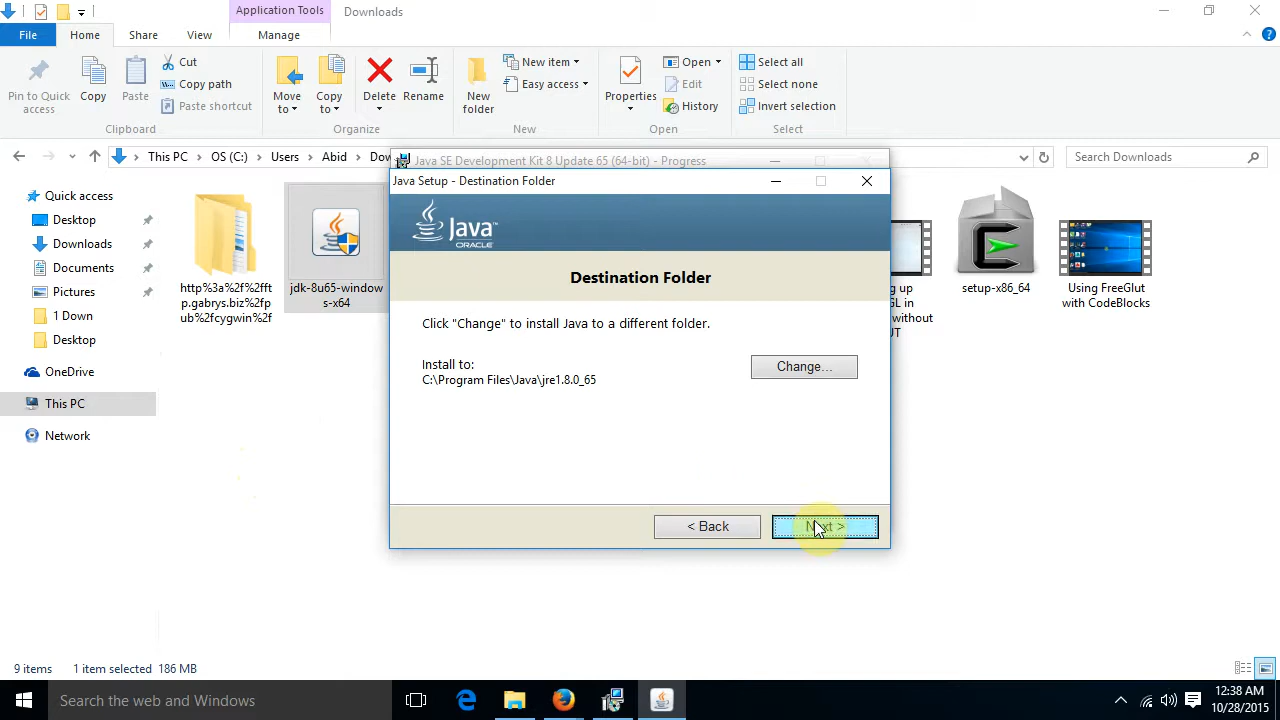 Application Tools
Downloads
File
Home
Share
View
Manage
Pin to Quick
access
Copy
Paste
Cut
Copy path
Paste shortcut
Move
to
Copy
to
Delete
Rename
New
folder
New item
Easy access
Properties
Open
Edit
History
Select all
Select none
Invert selection
Clipboard
Organize
New
Open
Select
This PC
OS (C:)
Users
Abid
Search Downloads
Quick access
Desktop
Downloads
Documents
Pictures
1 Down
Desktop
OneDrive
This PC
Network
http%3a%2f%2fft
p.gabrys.biz%2fp
ub%2fcygwin%2f
jdk-8u65-window
s-x64
Java SE Development Kit 8 Update 65 (64-bit) - Progress
Java Setup - Destination Folder
Java™
ORACLE
Destination Folder
Click "Change" to install Java to a different folder.
Install to:
C:\Program Files\Java\jre1.8.0_65
Change...
< Back
Next >
setup-x86_64
Using FreeGlut
with CodeBlocks
9 items
1 item selected
186 MB
Search the web and Windows
12:38 AM
10/28/2015